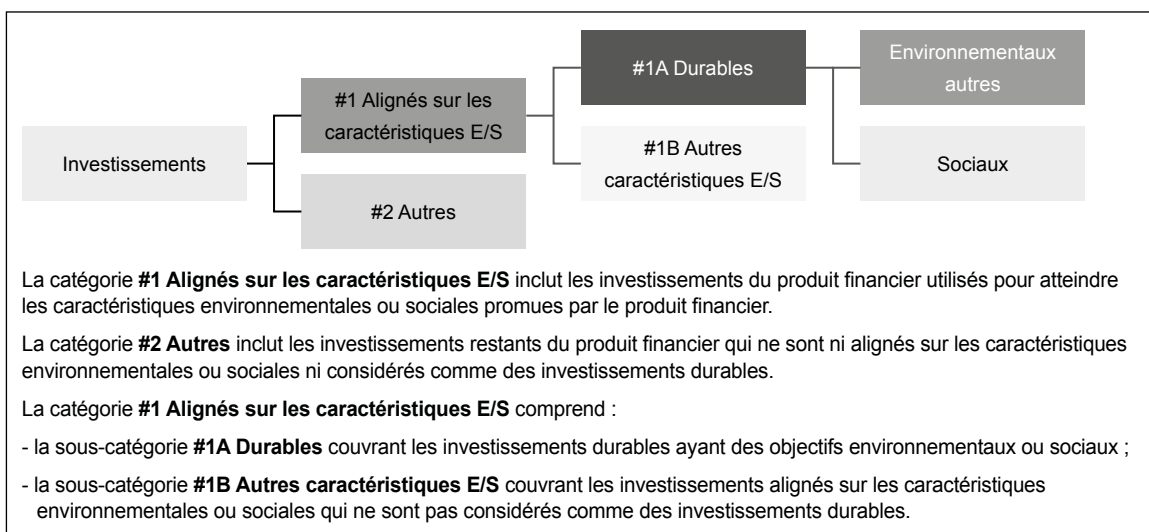 #1A Durables
Environnementaux
autres
#1 Alignés sur les
caractéristiques E/S
Investissements
#1B Autres
caractéristiques E/S
Sociaux
#2 Autres
La catégorie #1 Alignés sur les caractéristiques E/S inclut les investissements du produit financier utilisés pour atteindre
les caractéristiques environnementales ou sociales promues par le produit financier.
La catégorie #2 Autres inclut les investissements restants du produit financier qui ne sont ni alignés sur les caractéristiques
environnementales ou sociales ni considérés comme des investissements durables.
La catégorie #1 Alignés sur les caractéristiques E/S comprend :
- la sous-catégorie #1A Durables couvrant les investissements durables ayant des objectifs environnementaux ou sociaux ;
- la sous-catégorie #1B Autres caractéristiques E/S couvrant les investissements alignés sur les caractéristiques
environnementales ou sociales qui ne sont pas considérés comme des investissements durables.